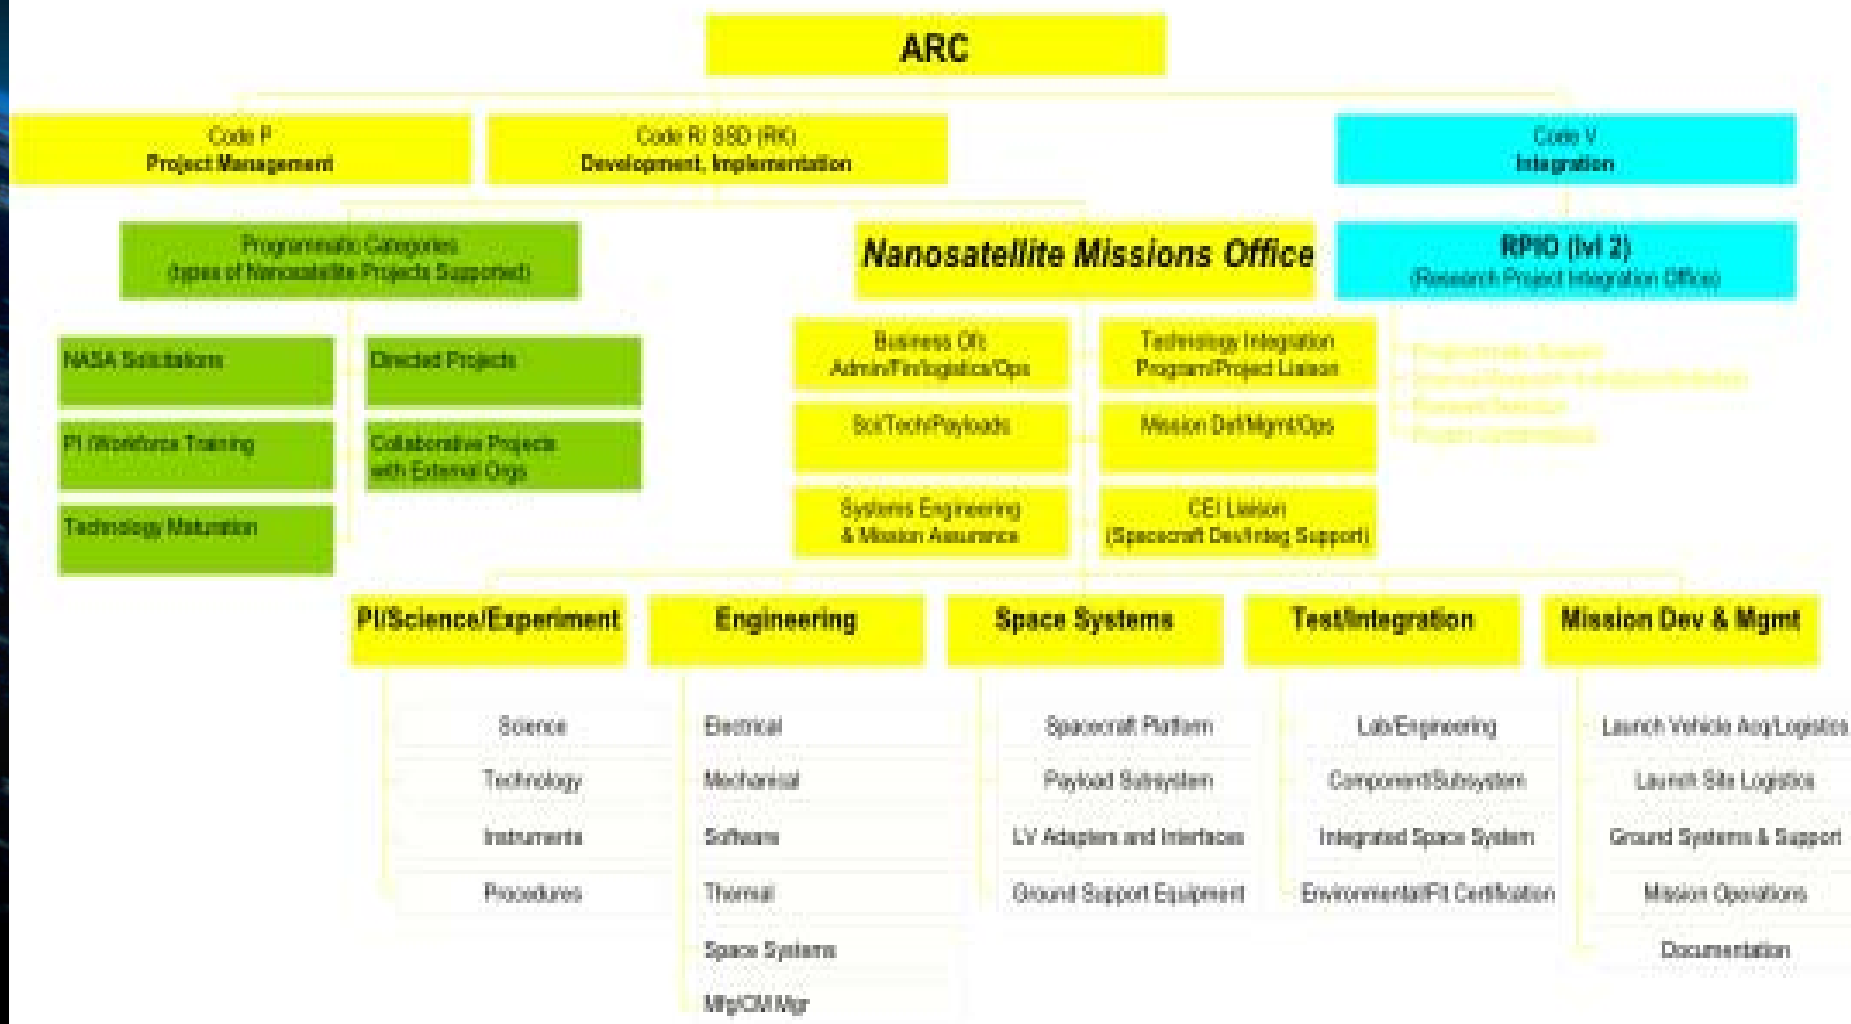 ARC
Code P
Project Management
Code R/ SSD (RK)
Development, Implementation
Code V
Integration
Programmatic Categories
(types of Nanosatellite Projects Supported)
Nanosatellite Missions Office
RPIO (lvl 2)
(Research Project Integration Office)
NASA Solicitations
Directed Projects
PI /Workforce Training
Collaborative Projects
with External Orgs
Technology Maturation
Business Ofc
Admin/Fin/logistics/Ops
Technology Integration
Program/Project Liaison
Sci/Tech/Payloads
Mission Def/Mgmt/Ops
Systems Engineering
& Mission Assurance
CEI Liaison
(Spacecraft Dev/Integ Support)
PI/Science/Experiment
Science
Technology
Instruments
Procedures
Engineering
Electrical
Mechanical
Software
Thermal
Space Systems
Mfg/CM Mgr
Space Systems
Spacecraft Platform
Payload Subsystem
LV Adapters and Interfaces
Ground Support Equipment
Test/Integration
Lab/Engineering
Component/Subsystem
Integrated Space System
Environmental/Flt Certification
Mission Dev & Mgmt
Launch Vehicle Acq/Logistics
Launch Site Logistics
Ground Systems & Support
Mission Operations
Documentation